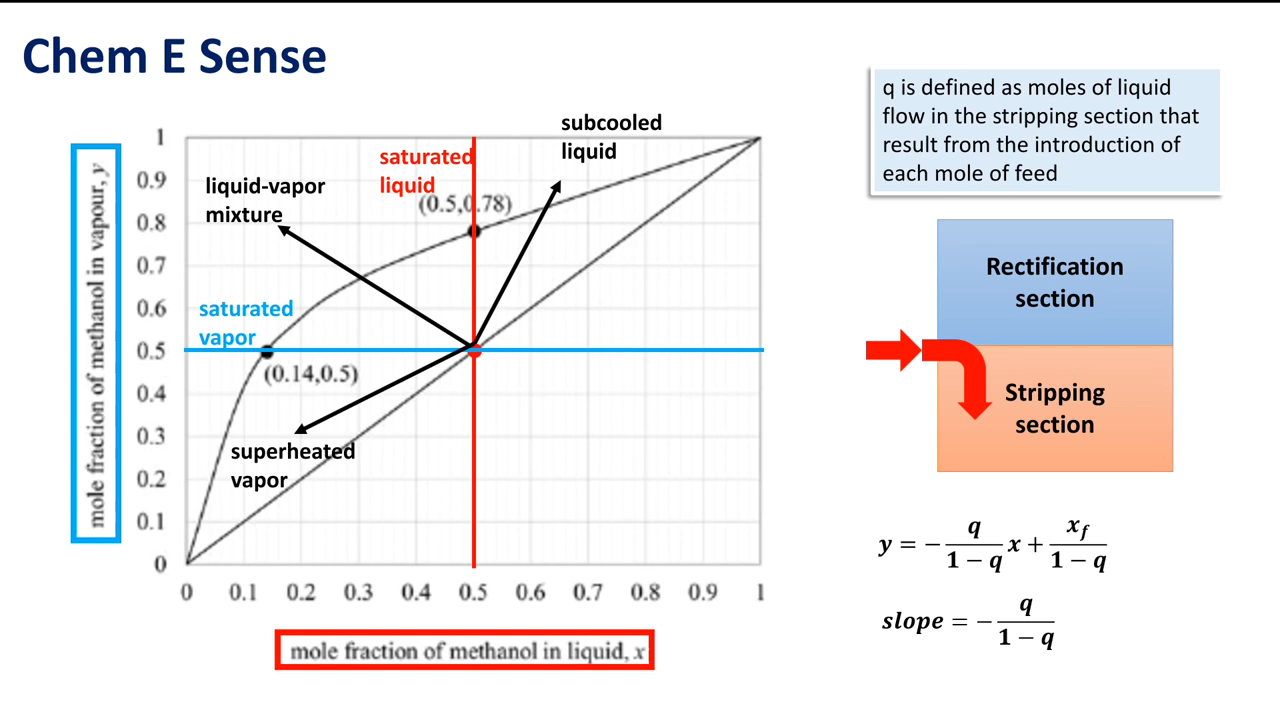 Chem E Sense
q is defined as moles of liquid
flow in the stripping section that
result from the introduction of
each mole of feed
subcooled
liquid
saturated
liquid
liquid-vapor
mixture
(0.5,0.78)
saturated
vapor
(0.14,0.5)
superheated
vapor
mole fraction of methanol in vapour, y
1
0.9
0.8
0.7
0.6
0.5
0.4
0.3
0.2
0.1
0
0 0.1 0.2 0.3 0.4 0.5 0.6 0.7 0.8 0.9 1
mole fraction of methanol in liquid, x
Rectification
section
Stripping
section
y = − q/(1 − q) x + x_f/(1 − q)
slope = − q/(1 − q)